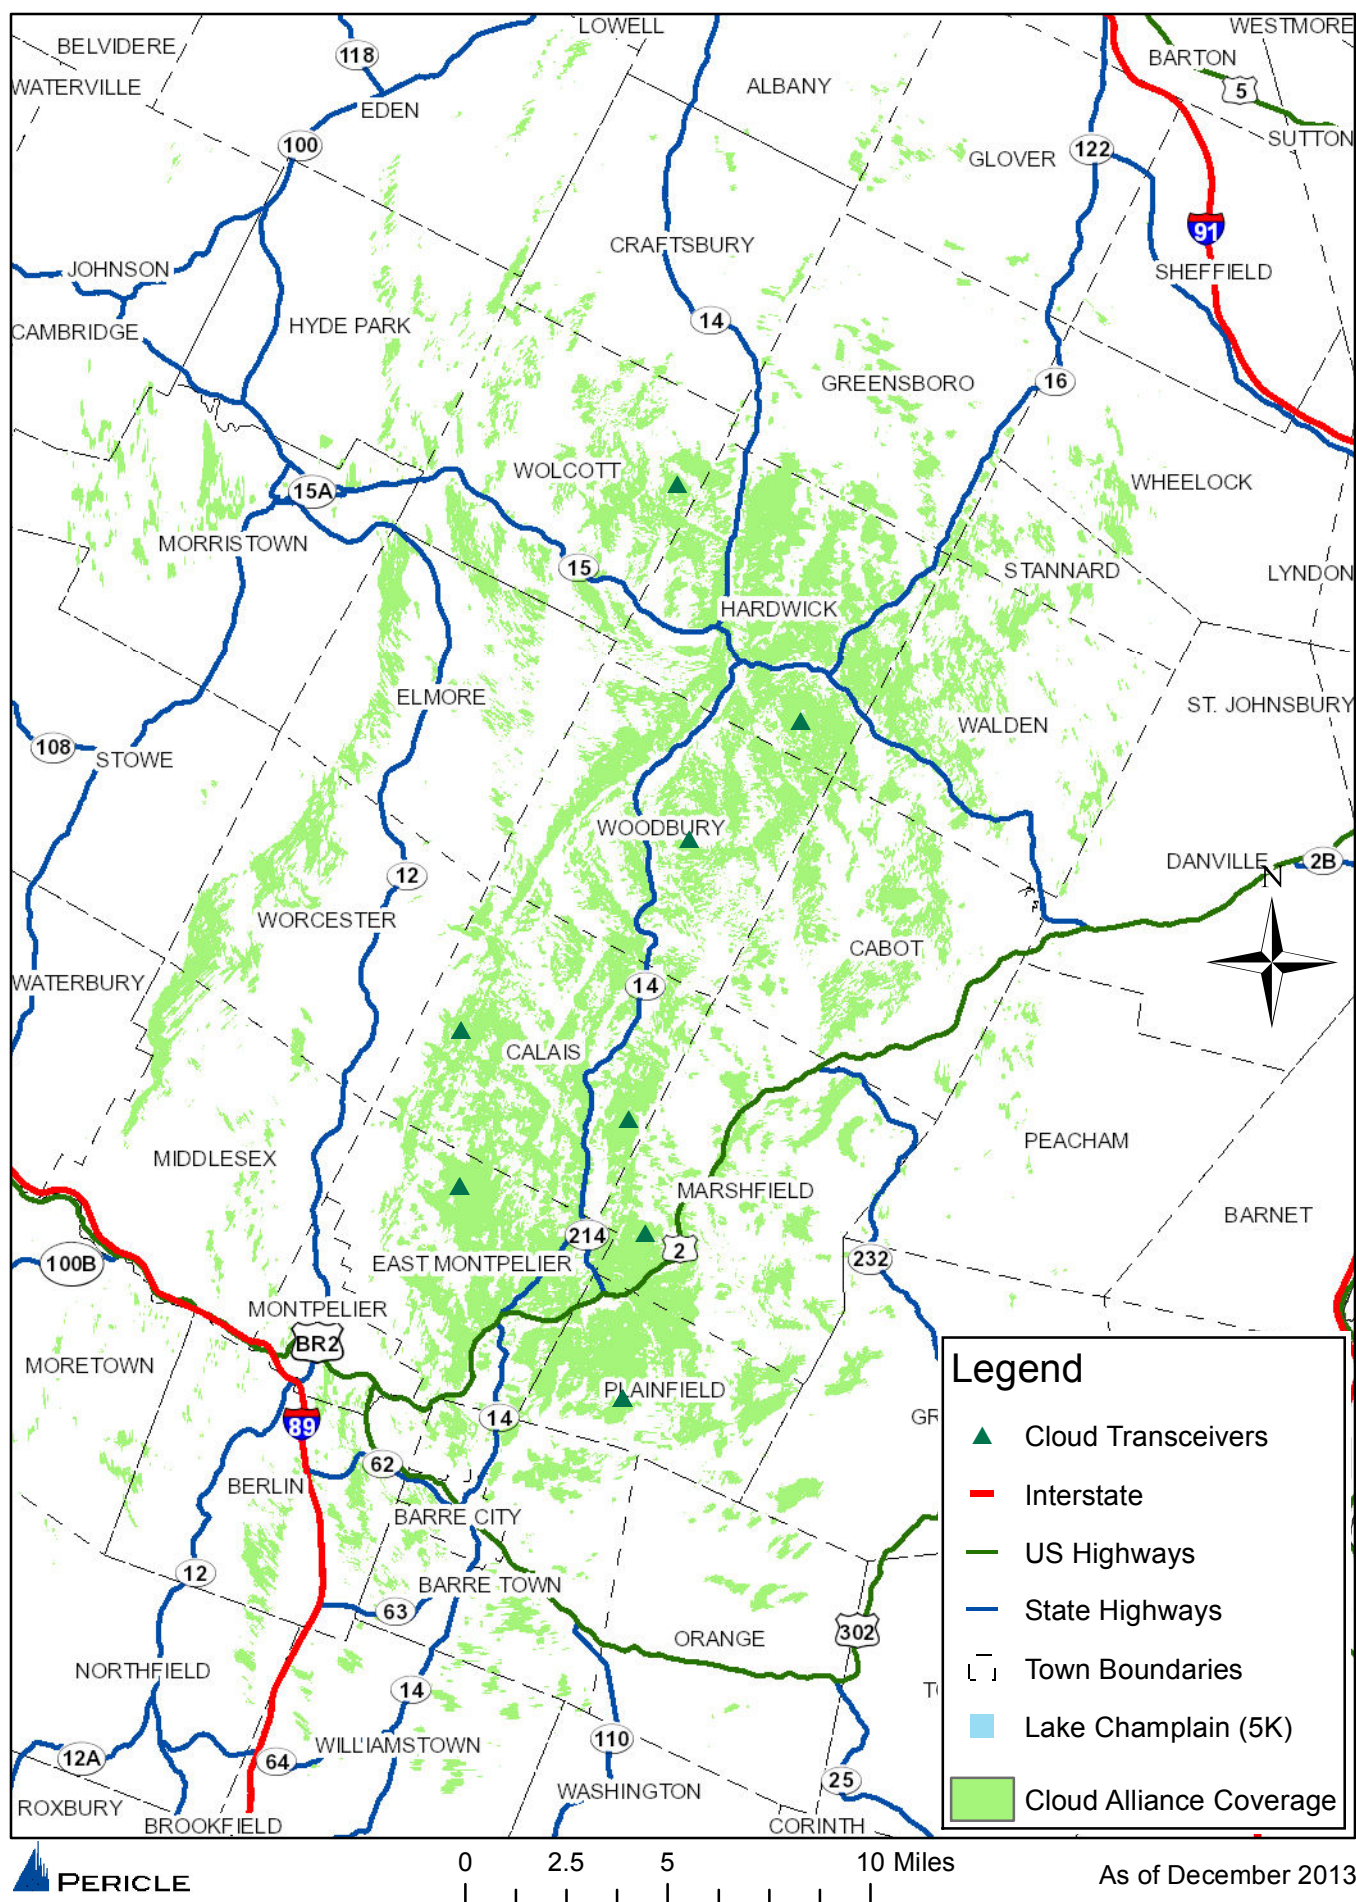 LOWELL
WESTMORE
BELVIDERE
118
BARTON
WATERVILLE
ALBANY
5
EDEN
SUTTON
100
GLOVER
122
91
CRAFTSBURY
JOHNSON
SHEFFIELD
HYDE PARK
14
CAMBRIDGE
GREENSBORO
16
WOLCOTT
WHEELOCK
15A
MORRISTOWN
15
STANNARD
LYNDON
HARDWICK
ELMORE
ST. JOHNSBURY
WALDEN
108
STOWE
WOODBURY
DANVILLE
2B
N
12
WORCESTER
CABOT
WATERBURY
14
CALAIS
PEACHAM
MIDDLESEX
MARSHFIELD
BARNET
214
2
100B
EAST MONTPELIER
232
MONTPELIER
BR2
MORETOWN
PLAINFIELD
Legend
14
GR
89
Cloud Transceivers
62
BERLIN
Interstate
BARRE CITY
US Highways
12
BARRE TOWN
63
State Highways
302
ORANGE
NORTHFIELD
Town Boundaries
14
Lake Champlain (5K)
110
WILLIAMSTOWN
12A
64
25
WASHINGTON
Cloud Alliance Coverage
ROXBURY
BROOKFIELD
CORINTH
PERICLE
0 2.5 5 10 Miles
As of December 2013